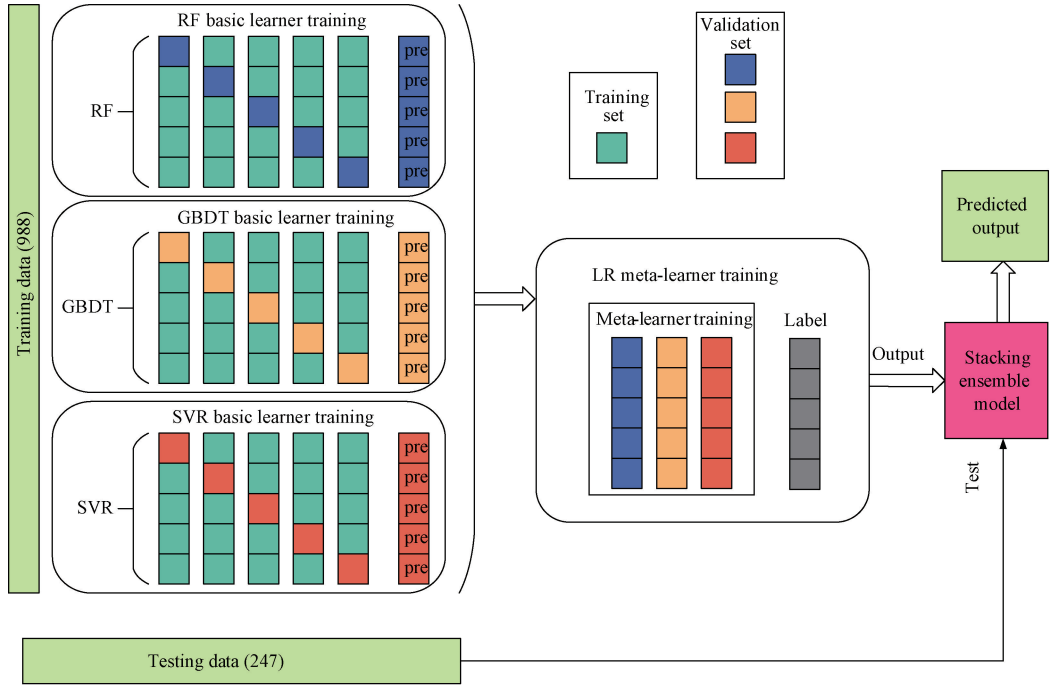 Training data (988)
RF basic learner training
RF
pre
pre
pre
pre
pre
GBDT basic learner training
GBDT
pre
pre
pre
pre
pre
SVR basic learner training
SVR
pre
pre
pre
pre
pre
Training
set
Validation
set
LR meta-learner training
Meta-learner training
Label
Output
Predicted
output
Stacking
ensemble
model
Test
Testing data (247)